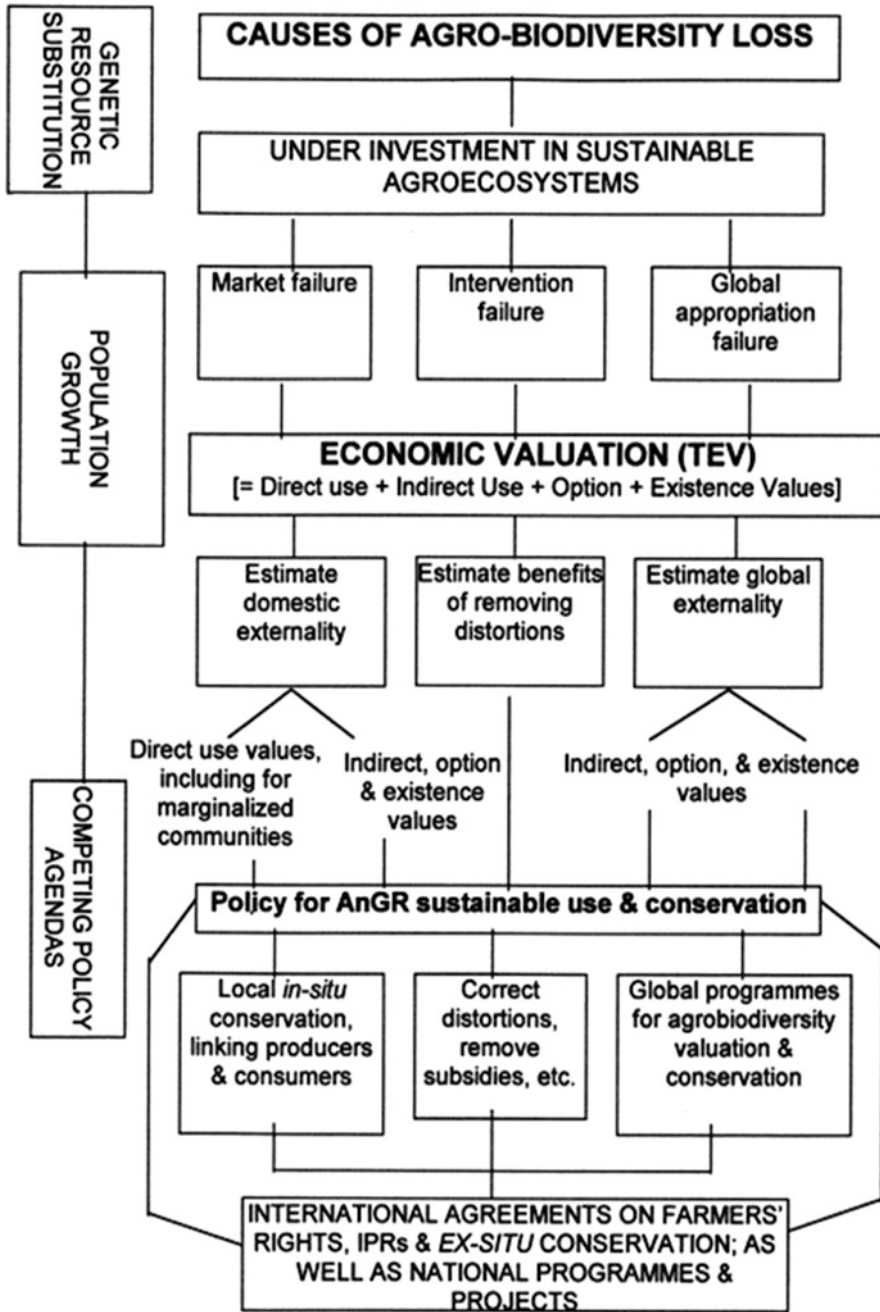 GENETIC
RESOURCE
SUBSTITUTION
POPULATION
GROWTH
COMPETING POLICY
AGENDAS
CAUSES OF AGRO-BIODIVERSITY LOSS
UNDER INVESTMENT IN SUSTAINABLE
AGROECOSYSTEMS
Market failure
Intervention
failure
Global
appropriation
failure
ECONOMIC VALUATION (TEV)
[= Direct use + Indirect Use + Option + Existence Values]
Estimate
domestic
externality
Estimate benefits
of removing
distortions
Estimate global
externality
Direct use values,
including for
marginalized
communities
Indirect, option
& existence
values
Indirect, option, & existence
values
Policy for AnGR sustainable use & conservation
Local in-situ
conservation,
linking producers
& consumers
Correct
distortions,
remove
subsidies, etc.
Global programmes
for agrobiodiversity
valuation &
conservation
INTERNATIONAL AGREEMENTS ON FARMERS'
RIGHTS, IPRs & EX-SITU CONSERVATION; AS
WELL AS NATIONAL PROGRAMMES &
PROJECTS